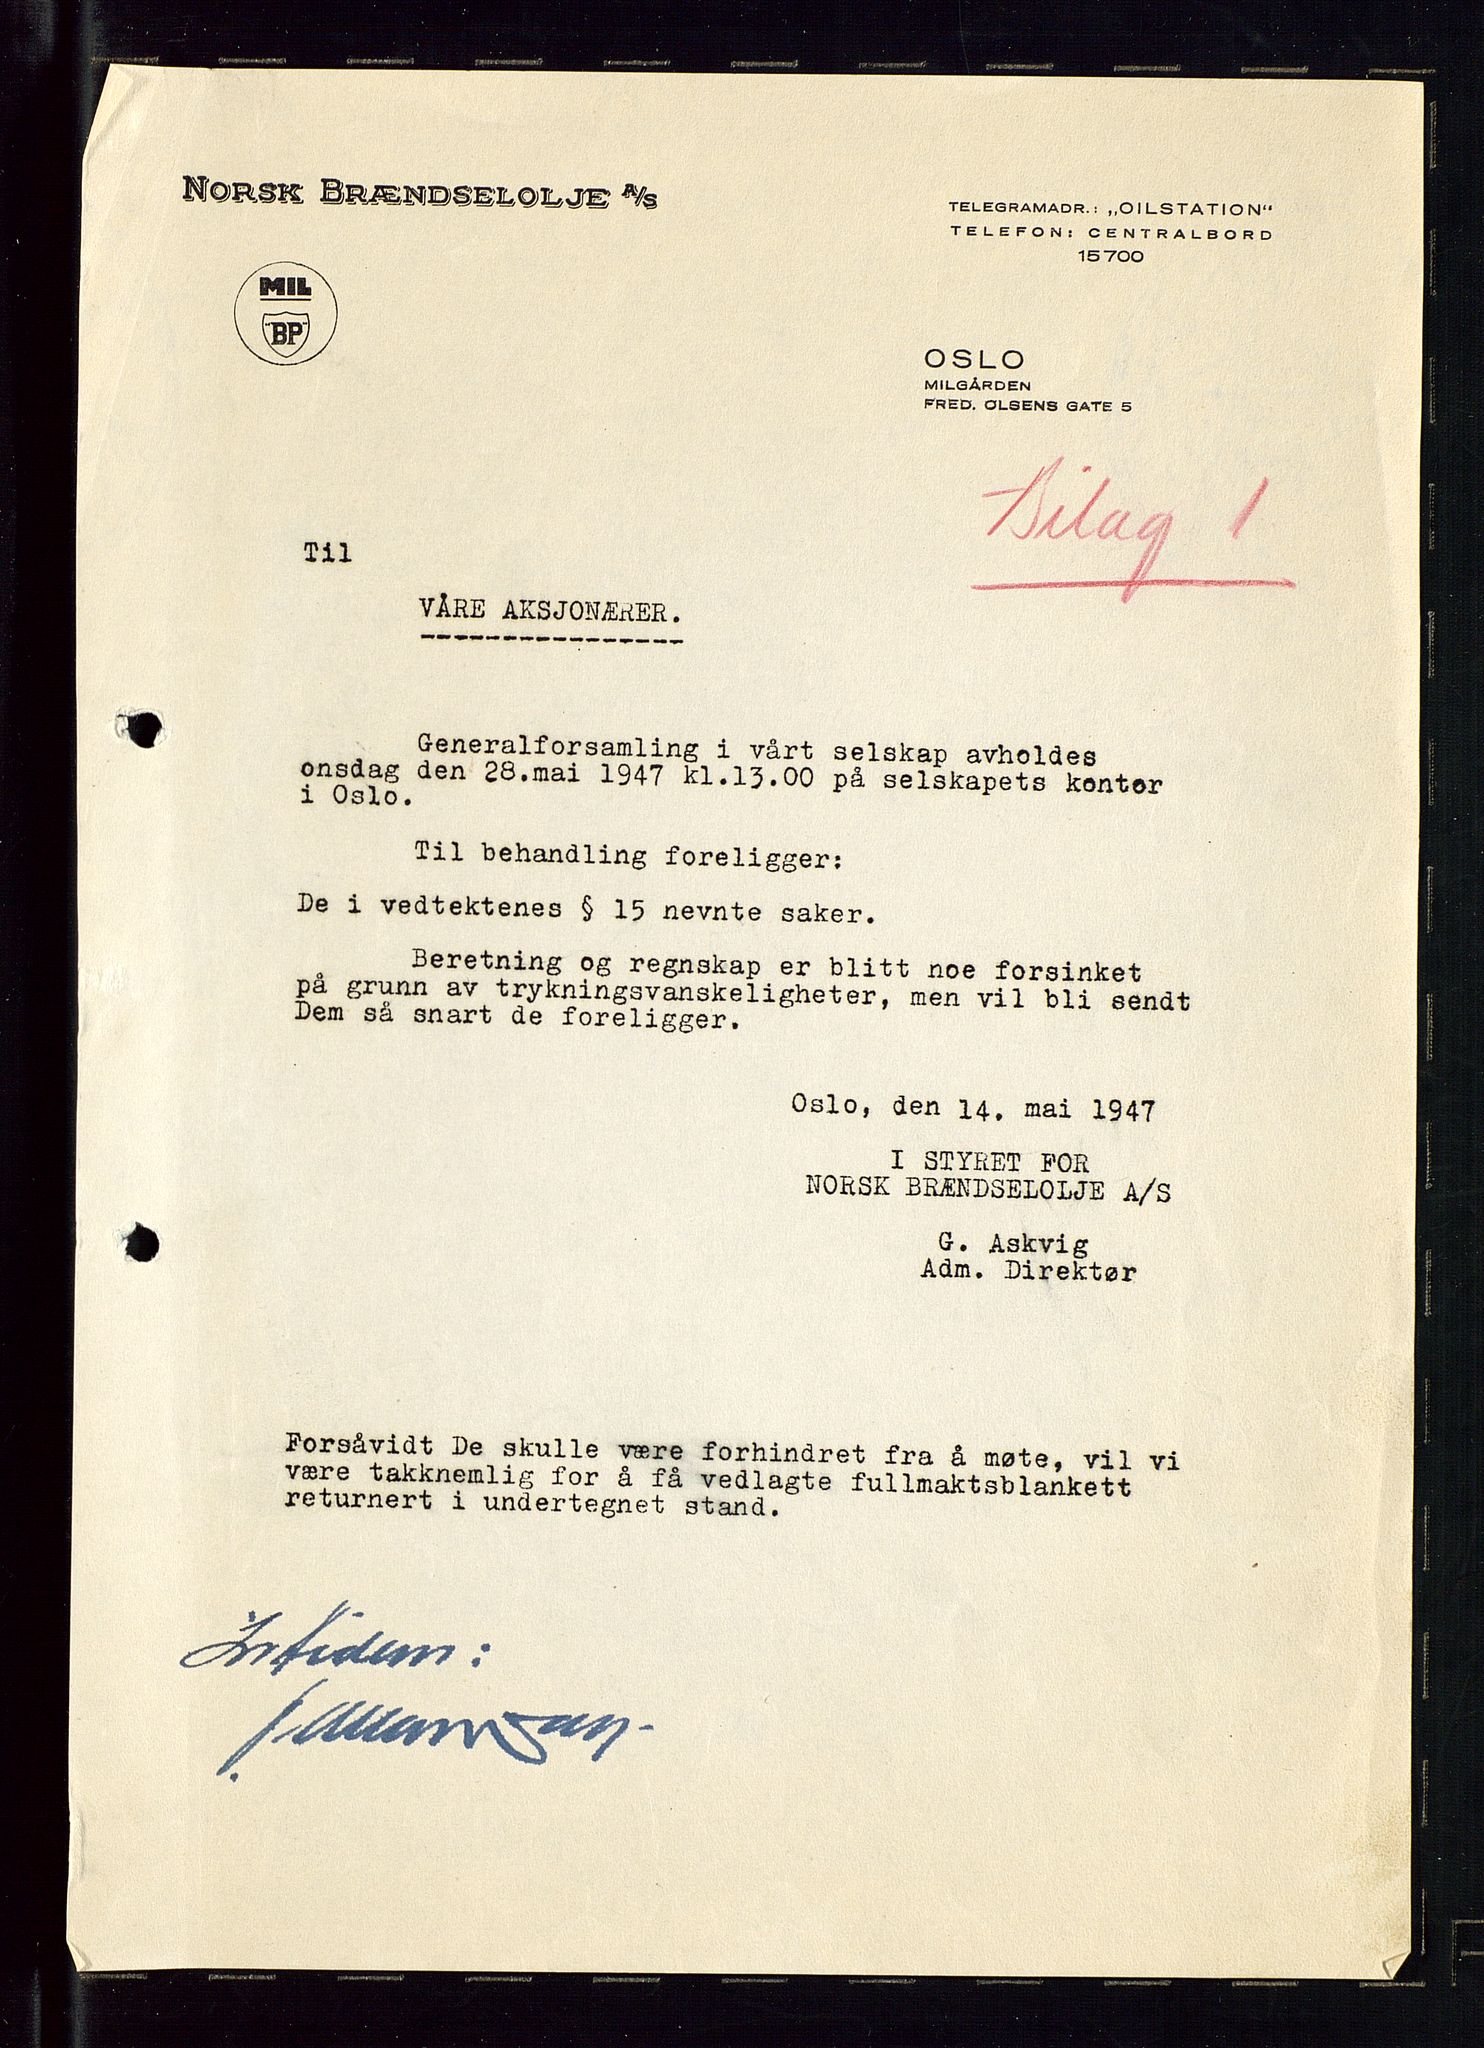 NORSK BRÆNDSELOLJE A/S
TELEGRAMADR.: „OILSTATION“
TELEFON: CENTRALBORD
15700
MIL
"BP"
OSLO
MILGÅRDEN
FRED. OLSENS GATE 5
Bilag 1
Til
VÅRE AKSJONÆRER.
Generalforsamling i vårt selskap avholdes
onsdag den 28.mai 1947 kl.13.00 på selskapets kontor
i Oslo.
Til behandling foreligger:
De i vedtektenes § 15 nevnte saker.
Beretning og regnskap er blitt noe forsinket
på grunn av trykningsvanskeligheter, men vil bli sendt
Dem så snart de foreligger.
Oslo, den 14. mai 1947
I STYRET FOR
NORSK BRÆNDSELOLJE A/S
G. Askvig
Adm. Direktør
Forsåvidt De skulle være forhindret fra å møte, vil vi
være takknemlig for å få vedlagte fullmaktsblankett
returnert i undertegnet stand.
In fidem: